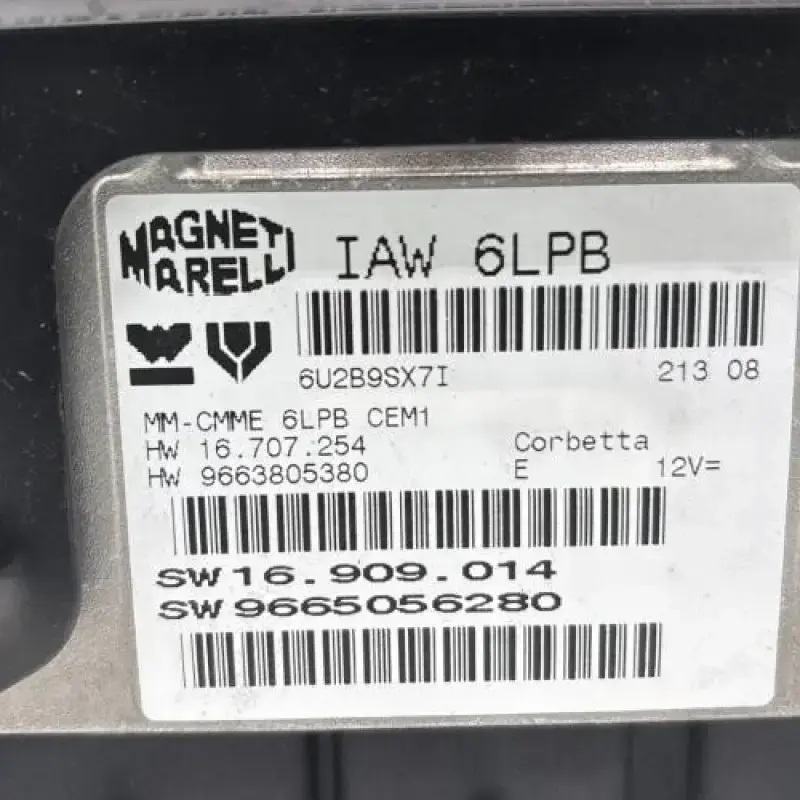 MAGNETI
MARELLI
IAW 6LPB
6U2B9SX7I 213 08
MM-CMME 6LPB CEM1
HW 16.707.254 Corbetta
HW 9663805380 E 12V=
SW 16.909.014
SW 9665056280